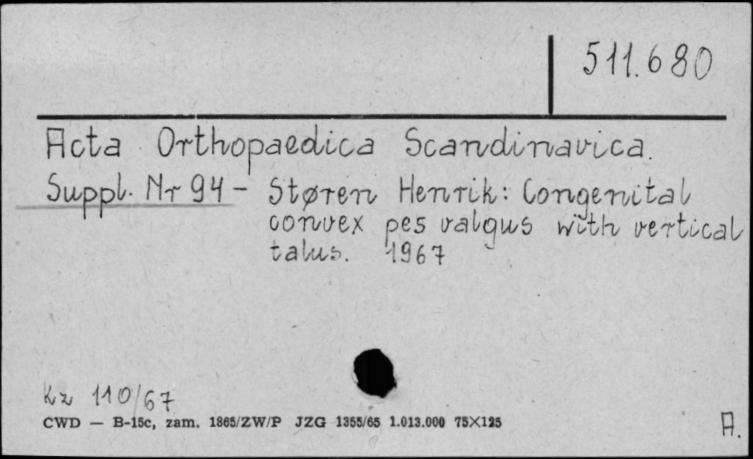 511.680
Acta Orthopaedica Scandinavica.
Suppl. Nr 94 - Støren Henrik: Congenital
convex pes valgus with vertical
talus. 1967
kz 110/67
CWD — B-15c, zam. 1865/ZW/P JZG 1355/65 1.013.000 75×125
A.